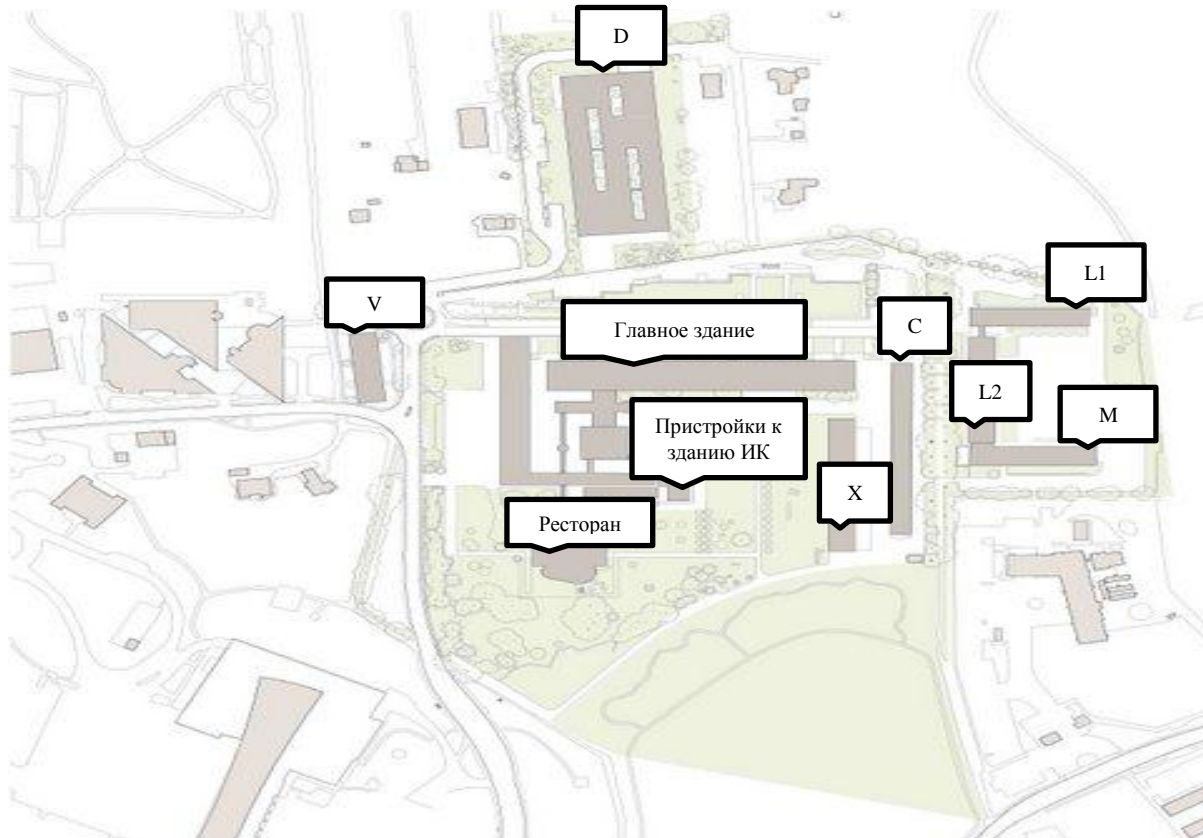 D
V
Главное здание
C
L1
L2
M
Пристройки к
зданию ИК
X
Ресторан